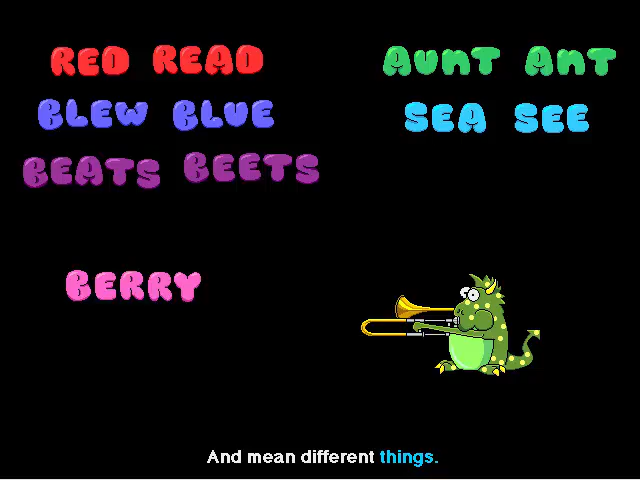 RED READ
BLEW BLUE
BEATS BEETS
AUNT ANT
SEA SEE
BERRY
And mean different things.